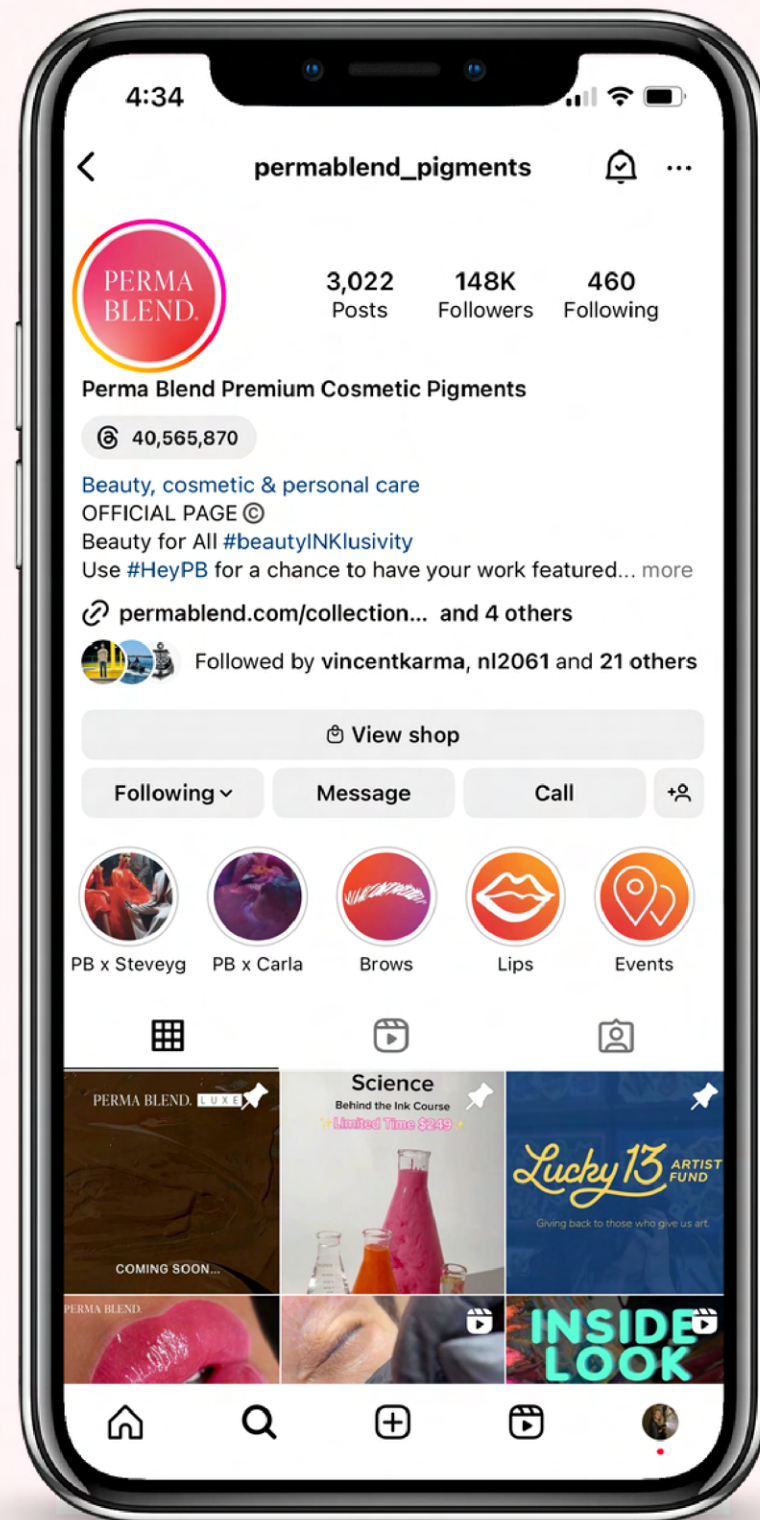 4:34
permablend_pigments
PERMA
BLEND.
3,022
Posts
148K
Followers
460
Following
Perma Blend Premium Cosmetic Pigments
40,565,870
Beauty, cosmetic & personal care
OFFICIAL PAGE ©
Beauty for All #beautyINKlusivity
Use #HeyPB for a chance to have your work featured... more
permablend.com/collection... and 4 others
Followed by vincentkarma, nl2061 and 21 others
View shop
Following
Message
Call
PB x Steveyg
PB x Carla
Brows
Lips
Events
PERMA BLEND. LUXE
COMING SOON...
Science
Behind the Ink Course
Limited Time $249
Lucky 13 ARTIST
FUND
Giving back to those who give us art.
PERMA BLEND.
INSIDE
LOOK